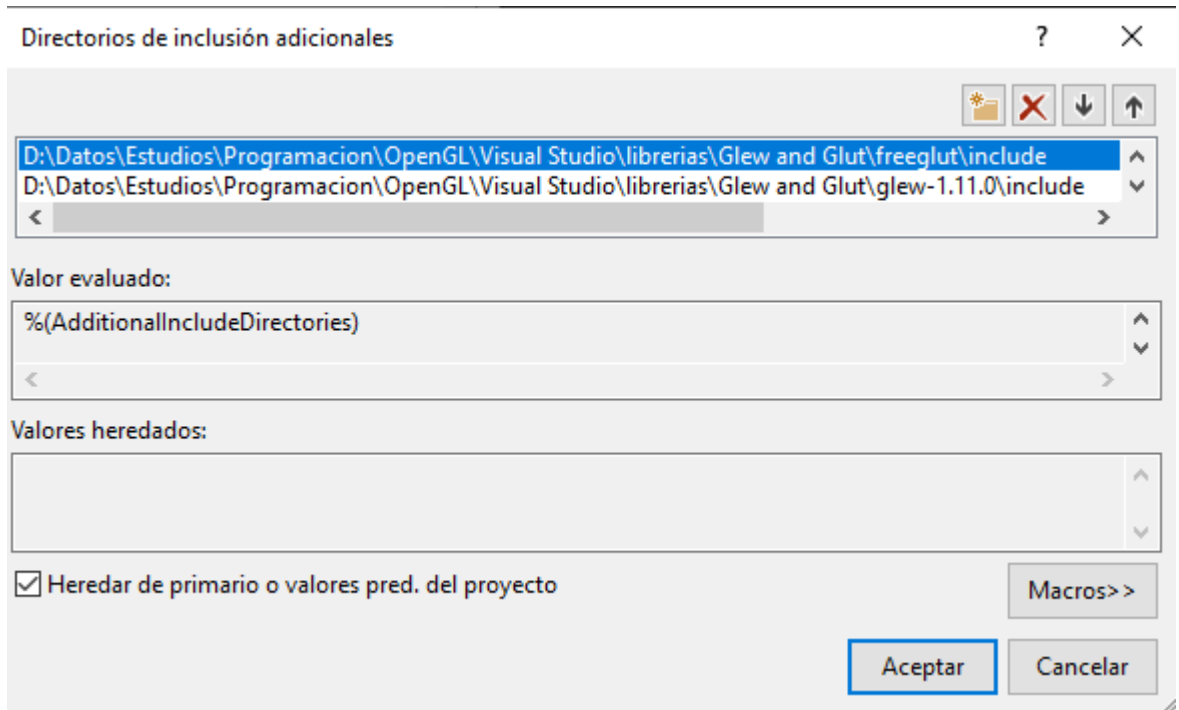 Directorios de inclusión adicionales
?
D:\Datos\Estudios\Programacion\OpenGL\Visual Studio\librerias\Glew and Glut\freeglut\include
D:\Datos\Estudios\Programacion\OpenGL\Visual Studio\librerias\Glew and Glut\glew-1.11.0\include
Valor evaluado:
%(AdditionalIncludeDirectories)
Valores heredados:
Heredar de primario o valores pred. del proyecto
Macros>>
Aceptar
Cancelar